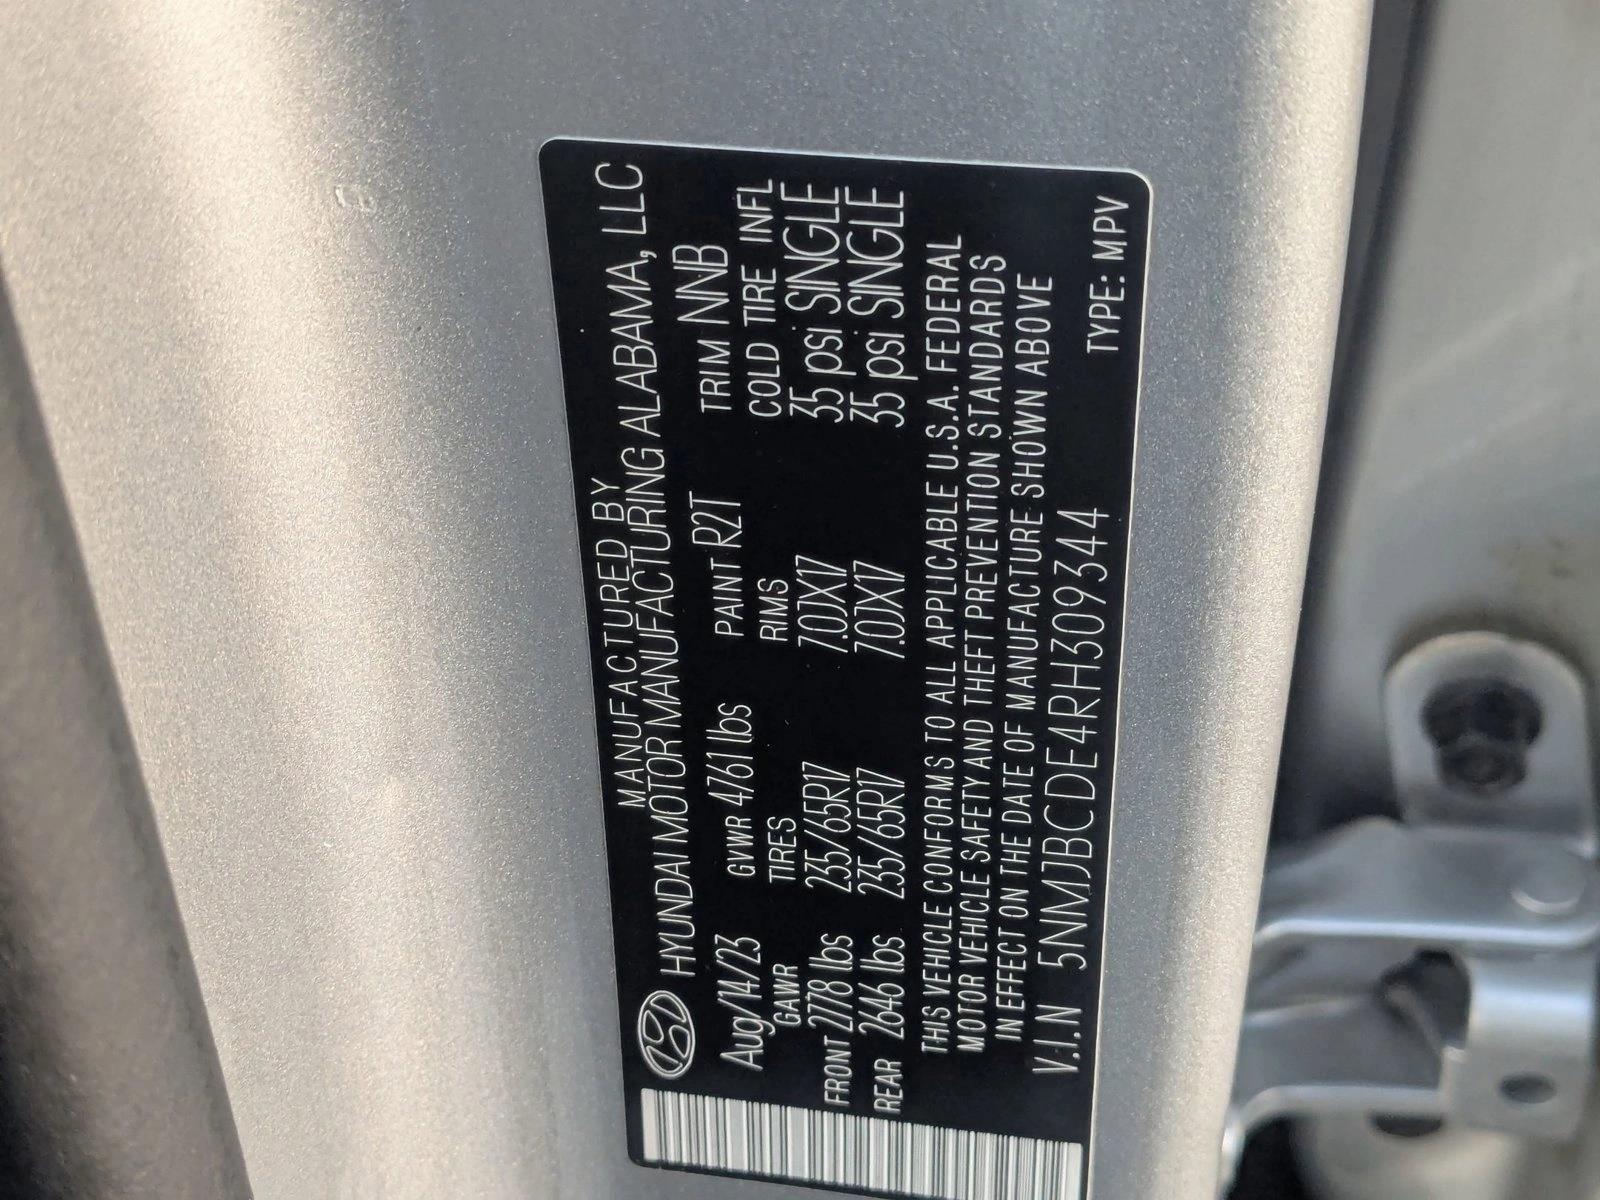 MANUFACTURED BY
HYUNDAI MOTOR MANUFACTURING ALABAMA, LLC
Aug/14/23 GVWR 4761 lbs PAINT R2T TRIM NNB
GAWR TIRES RIMS COLD TIRE INFL
FRONT 2778 lbs 235/65R17 7.0JX17 35 psi SINGLE
REAR 2646 lbs 235/65R17 7.0JX17 35 psi SINGLE
THIS VEHICLE CONFORMS TO ALL APPLICABLE U.S.A. FEDERAL
MOTOR VEHICLE SAFETY AND THEFT PREVENTION STANDARDS
IN EFFECT ON THE DATE OF MANUFACTURE SHOWN ABOVE
V.I.N 5NMJBCDE4RH309344 TYPE: MPV